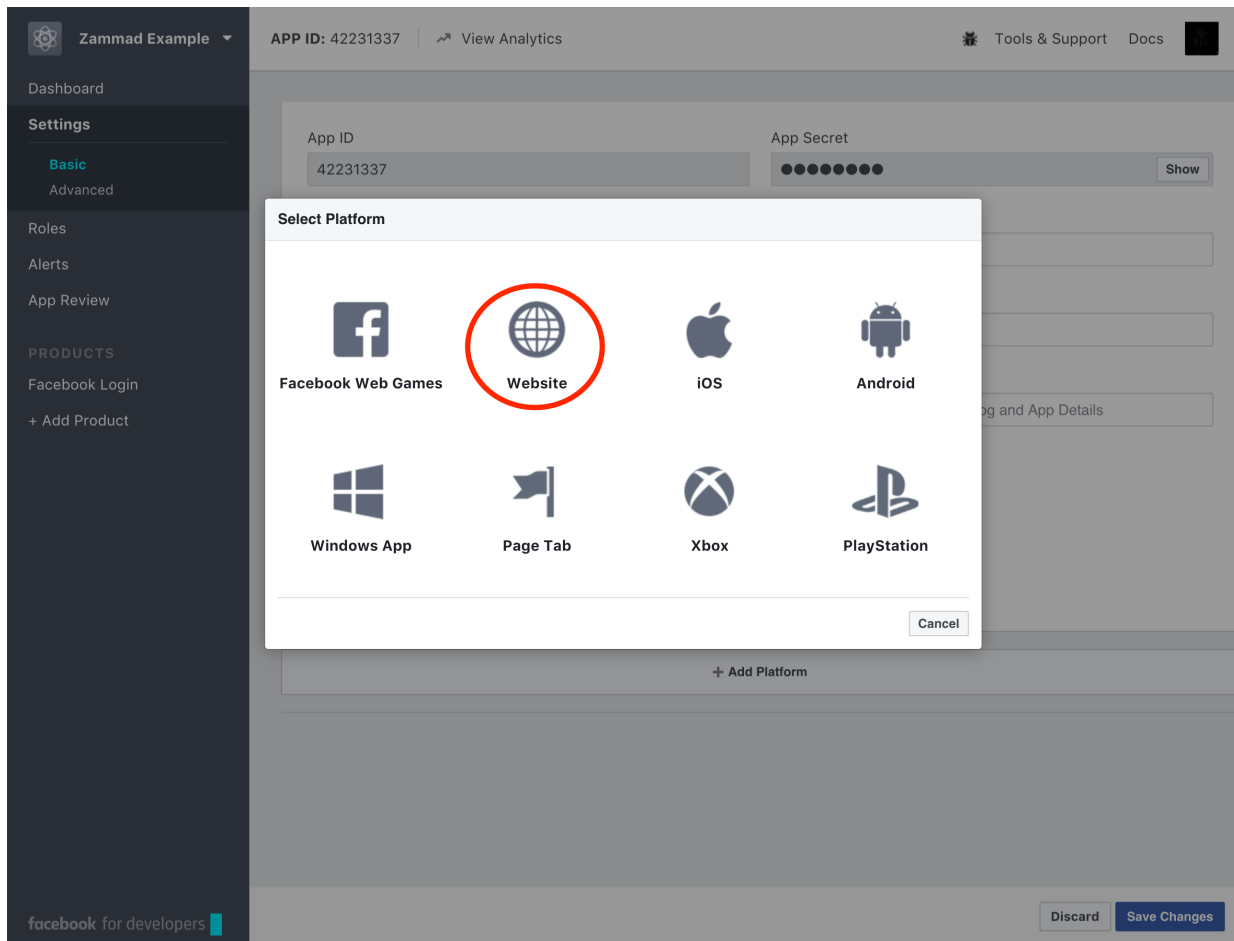 Zammad Example
APP ID: 42231337
View Analytics
Tools & Support
Docs
Dashboard
Settings
Basic
Advanced
Roles
Alerts
App Review
PRODUCTS
Facebook Login
+ Add Product
facebook for developers
App ID
App Secret
42231337
Show
Select Platform
Facebook Web Games
Website
iOS
Android
and App Details
Windows App
Page Tab
Xbox
PlayStation
Cancel
+ Add Platform
Discard
Save Changes